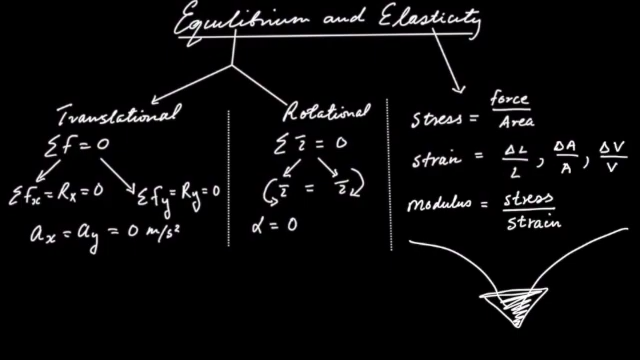 Equilibrium and Elasticity
Translational
Σf = 0
Σfx = Rx = 0
Σfy = Ry = 0
ax = ay = 0 m/s²
Rotational
Σ τ̄ = 0
τ̄ = τ̄
α = 0
stress = force / Area
strain = ΔL/L , ΔA/A , ΔV/V
modulus = stress / strain